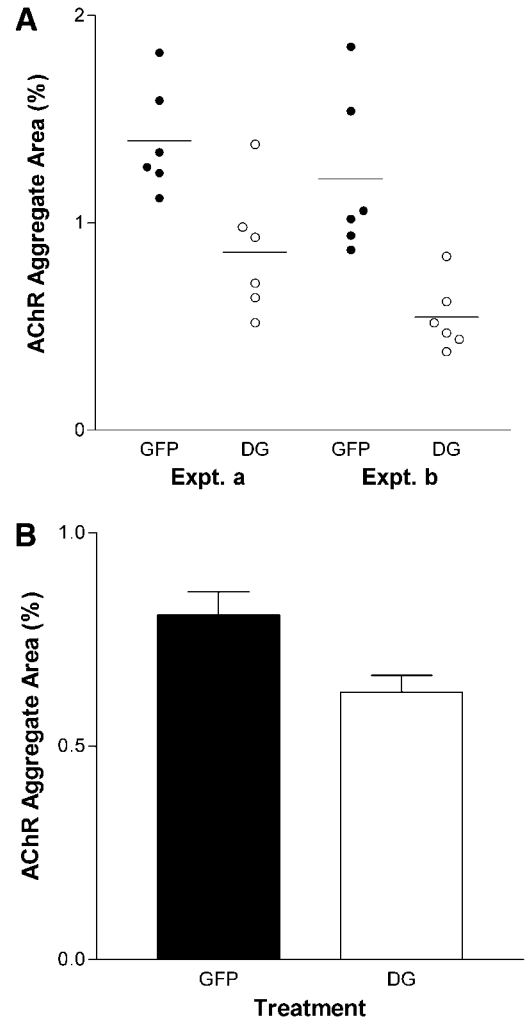 A
AChR Aggregate Area (%)
2
1
0
GFP DG GFP DG
Expt. a Expt. b
B
AChR Aggregate Area (%)
1.0
0.5
0.0
GFP DG
Treatment